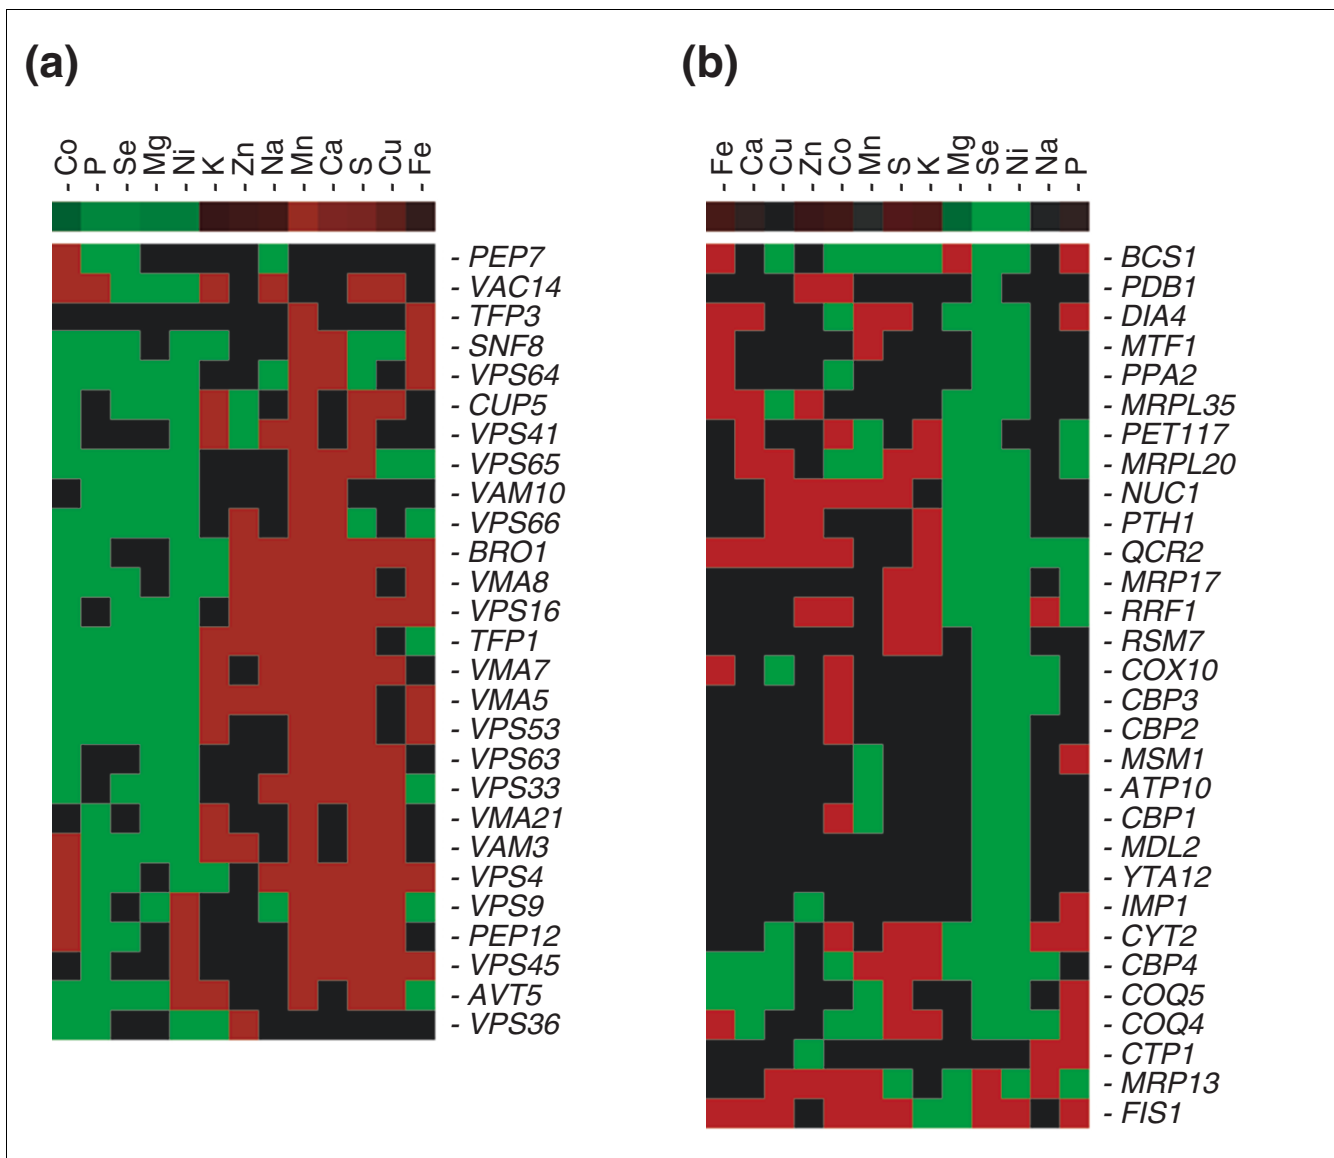 (a)
- Co
- P
- Se
- Mg
- Ni
- K
- Zn
- Na
- Mn
- Ca
- S
- Cu
- Fe
- PEP7
- VAC14
- TFP3
- SNF8
- VPS64
- CUP5
- VPS41
- VPS65
- VAM10
- VPS66
- BRO1
- VMA8
- VPS16
- TFP1
- VMA7
- VMA5
- VPS53
- VPS63
- VPS33
- VMA21
- VAM3
- VPS4
- VPS9
- PEP12
- VPS45
- AVT5
- VPS36
(b)
- Fe
- Ca
- Cu
- Zn
- Co
- Mn
- S
- K
- Mg
- Se
- Ni
- Na
- P
- BCS1
- PDB1
- DIA4
- MTF1
- PPA2
- MRPL35
- PET117
- MRPL20
- NUC1
- PTH1
- QCR2
- MRP17
- RRF1
- RSM7
- COX10
- CBP3
- CBP2
- MSM1
- ATP10
- CBP1
- MDL2
- YTA12
- IMP1
- CYT2
- CBP4
- COQ5
- COQ4
- CTP1
- MRP13
- FIS1